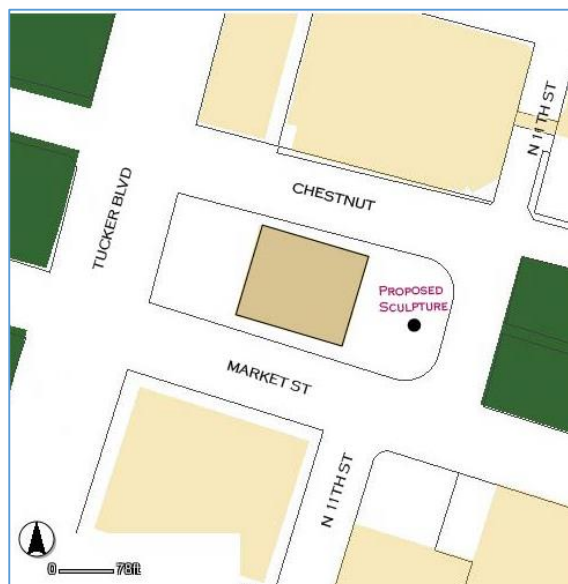 N 11TH ST
CHESTNUT
TUCKER BLVD
PROPOSED
SCULPTURE
MARKET ST
N 11TH ST
0 78ft